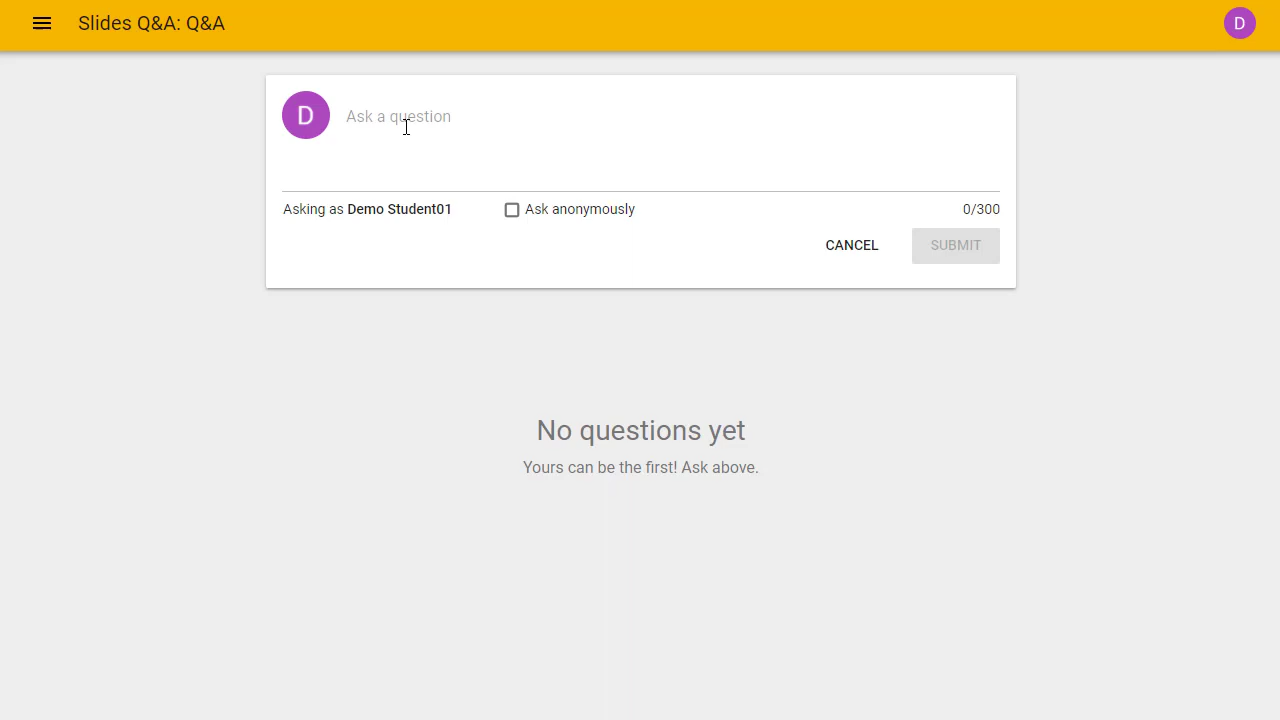 Slides Q&A: Q&A
D
D
Ask a question
Asking as Demo Student01
Ask anonymously
0/300
CANCEL
SUBMIT
No questions yet
Yours can be the first! Ask above.